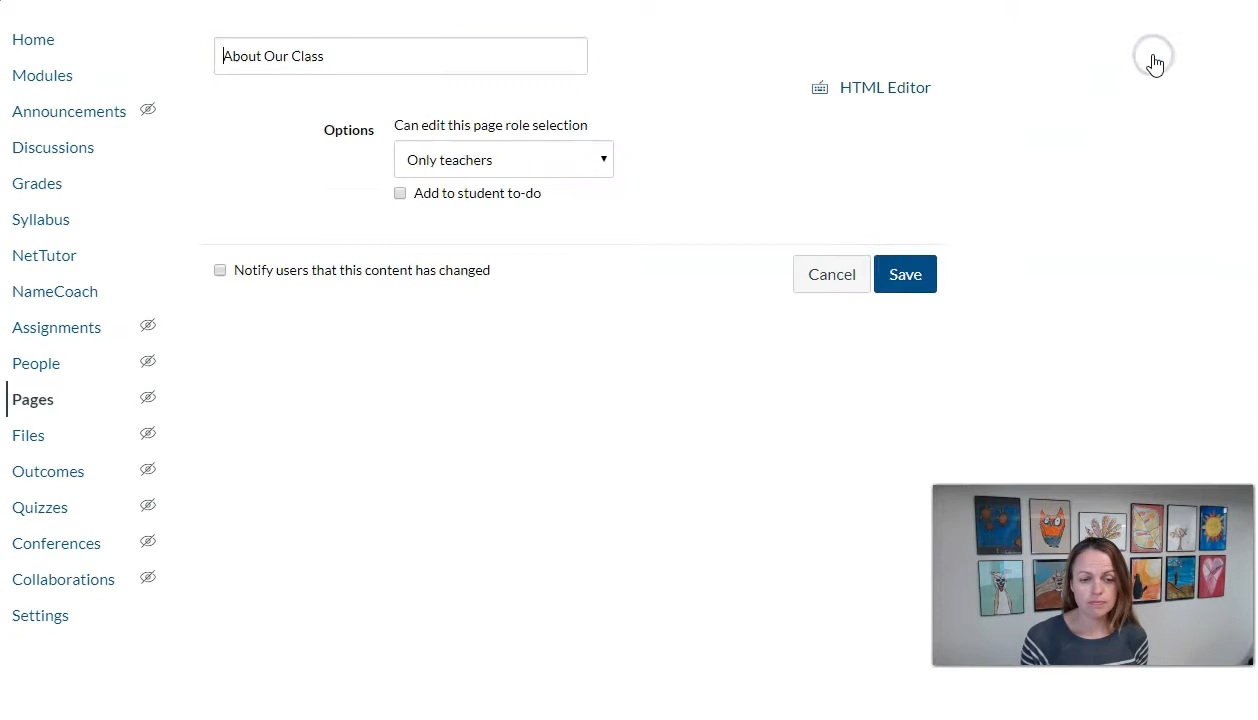 Home
Modules
Announcements
Discussions
Grades
Syllabus
NetTutor
NameCoach
Assignments
People
Pages
Files
Outcomes
Quizzes
Conferences
Collaborations
Settings
About Our Class
HTML Editor
Options
Can edit this page role selection
Only teachers
Add to student to-do
Notify users that this content has changed
Cancel
Save